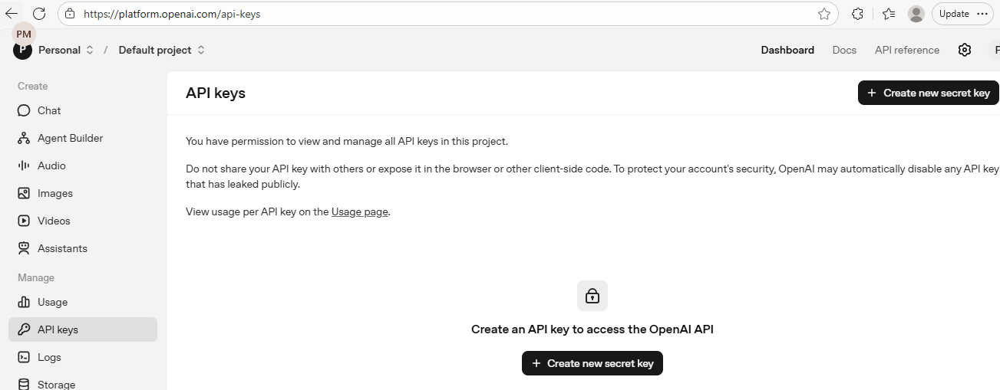 https://platform.openai.com/api-keys
Update
PM
P Personal / Default project
Dashboard Docs API reference
Create
Chat
Agent Builder
Audio
Images
Videos
Assistants
Manage
Usage
API keys
Logs
Storage
API keys
+ Create new secret key
You have permission to view and manage all API keys in this project.
Do not share your API key with others or expose it in the browser or other client-side code. To protect your account's security, OpenAI may automatically disable any API key
that has leaked publicly.
View usage per API key on the Usage page.
Create an API key to access the OpenAI API
+ Create new secret key